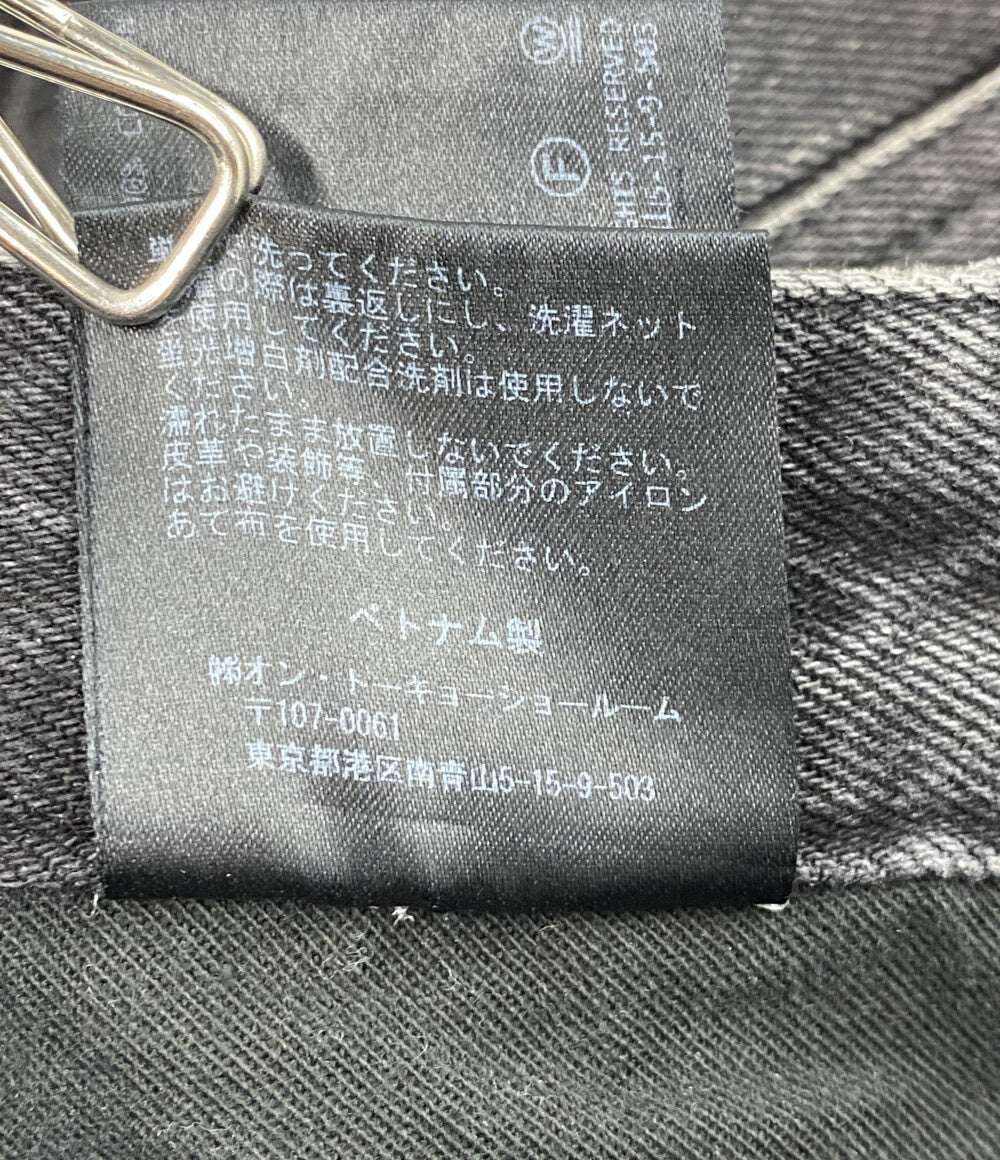 W
F
HTS RESERVED
洗ってください。
の際は裏返しにし、洗濯ネット
使用してください。
蛍光増白剤配合洗剤は使用しないで
ください。
濡れたまま放置しないでください。
皮革や装飾等、付属部分のアイロン
はお避けください。
あて布を使用してください。
ベトナム製
㈱オン・トーキョーショールーム
〒107-0061
東京都港区南青山5-15-9-503